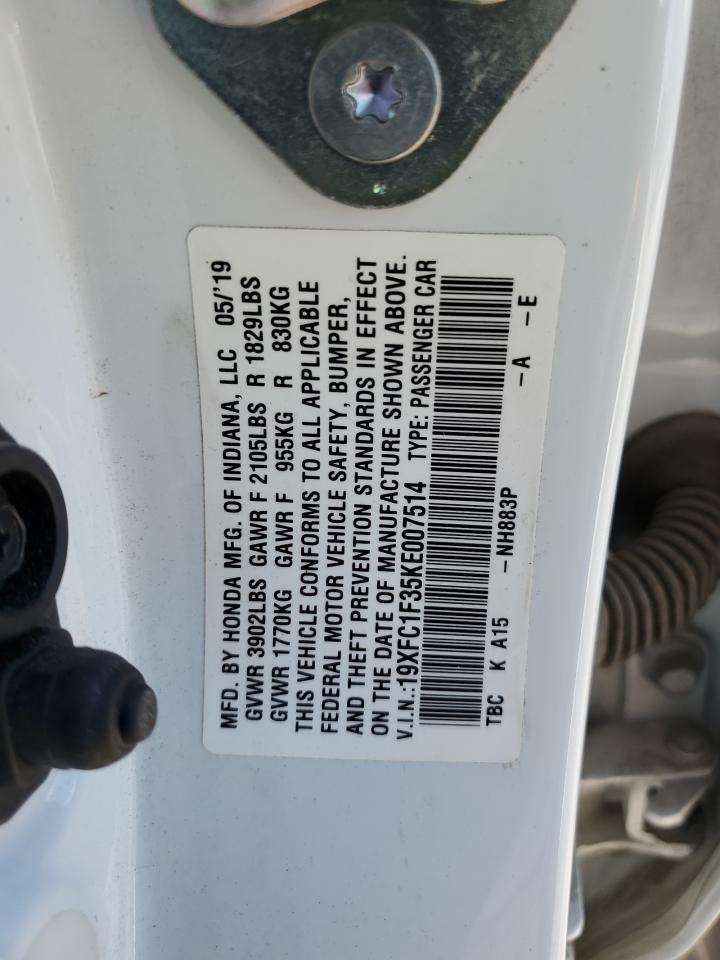 MFD. BY HONDA MFG. OF INDIANA, LLC 05/'19
GVWR 3902LBS GAWR F 2105LBS R 1829LBS
GVWR 1770KG GAWR F 955KG R 830KG
THIS VEHICLE CONFORMS TO ALL APPLICABLE
FEDERAL MOTOR VEHICLE SAFETY, BUMPER,
AND THEFT PREVENTION STANDARDS IN EFFECT
ON THE DATE OF MANUFACTURE SHOWN ABOVE.
V.I.N.:19XFC1F35KE007514 TYPE: PASSENGER CAR
TBC K A15 -NH883P -A -E